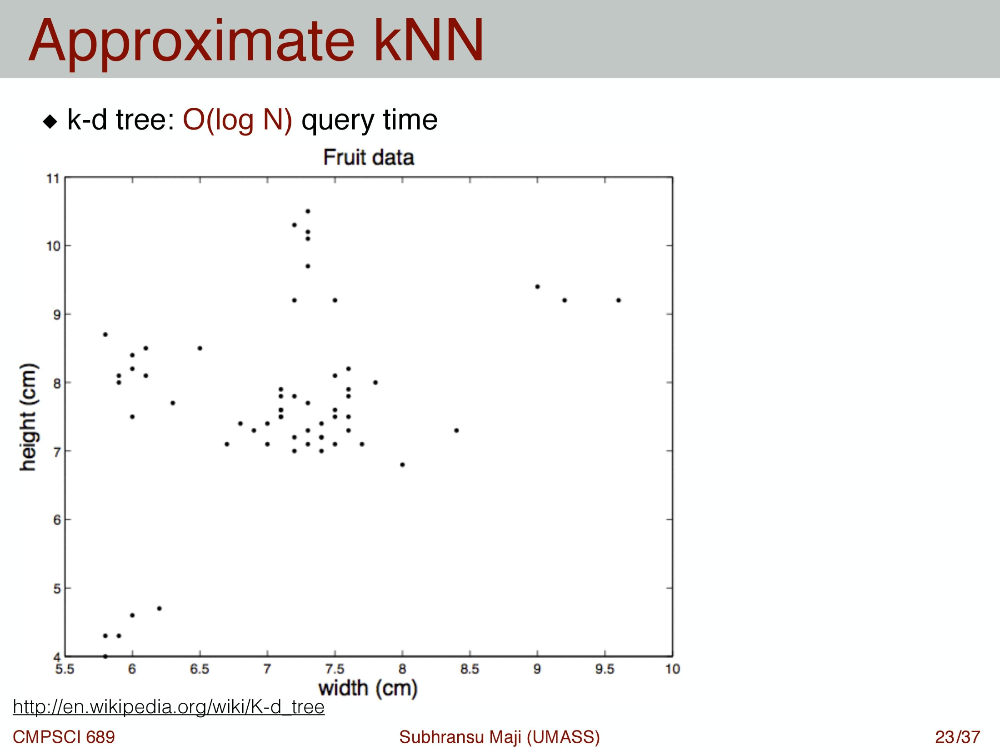 Approximate kNN
◆ k-d tree: O(log N) query time
Fruit data
11
10
9
8
7
6
5
4
height (cm)
5.5 6 6.5 7 7.5 8 8.5 9 9.5 10
width (cm)
http://en.wikipedia.org/wiki/K-d_tree
CMPSCI 689 Subhransu Maji (UMASS) 23/37